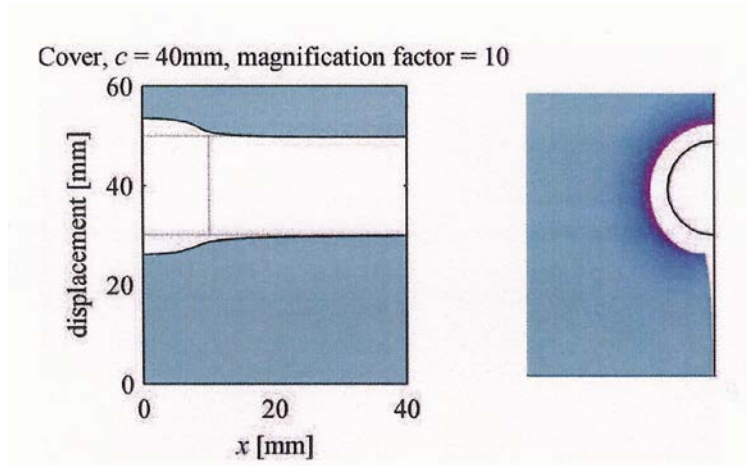 Cover, c = 40mm, magnification factor = 10
60
40
20
0
displacement [mm]
0 20 40
x [mm]